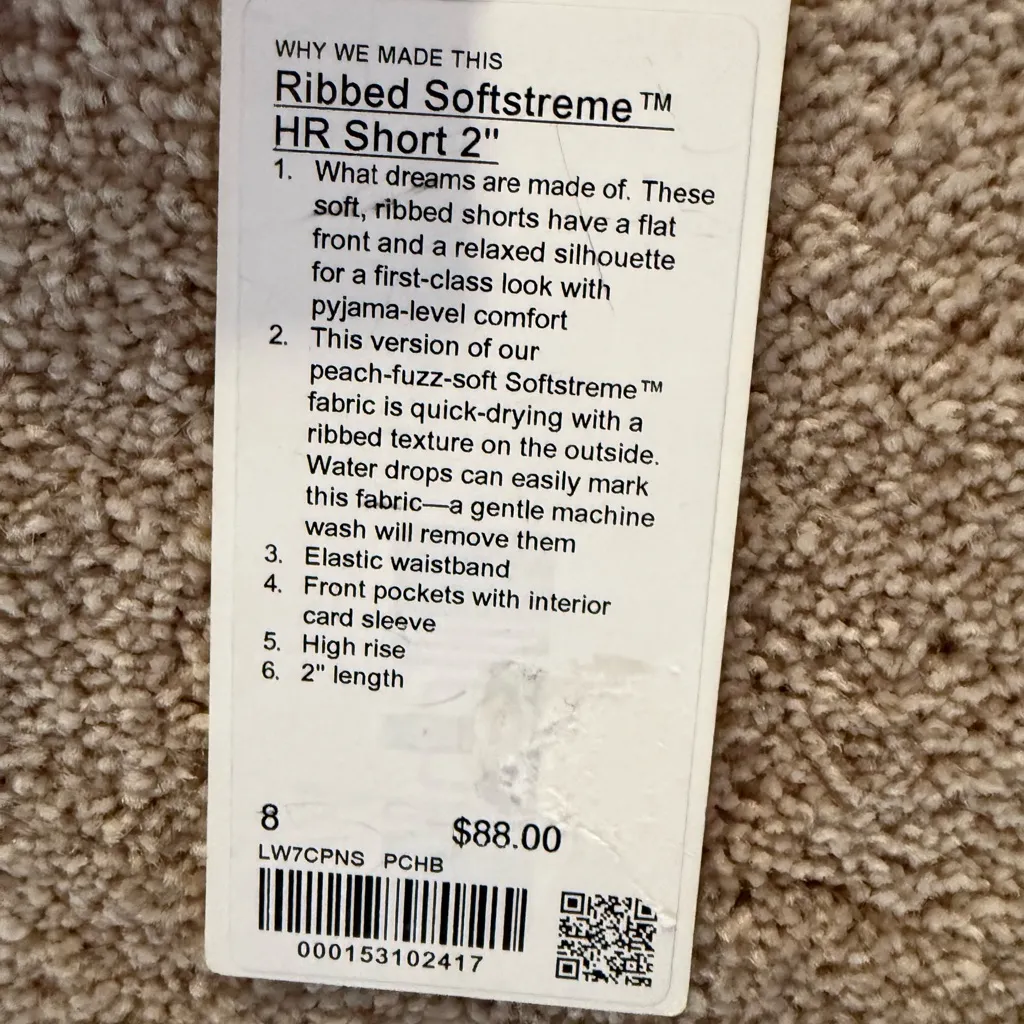 WHY WE MADE THIS
Ribbed Softstreme™
HR Short 2"
1. What dreams are made of. These
soft, ribbed shorts have a flat
front and a relaxed silhouette
for a first-class look with
pyjama-level comfort
2. This version of our
peach-fuzz-soft Softstreme™
fabric is quick-drying with a
ribbed texture on the outside.
Water drops can easily mark
this fabric—a gentle machine
wash will remove them
3. Elastic waistband
4. Front pockets with interior
card sleeve
5. High rise
6. 2" length
8 $88.00
LW7CPNS PCHB
000153102417